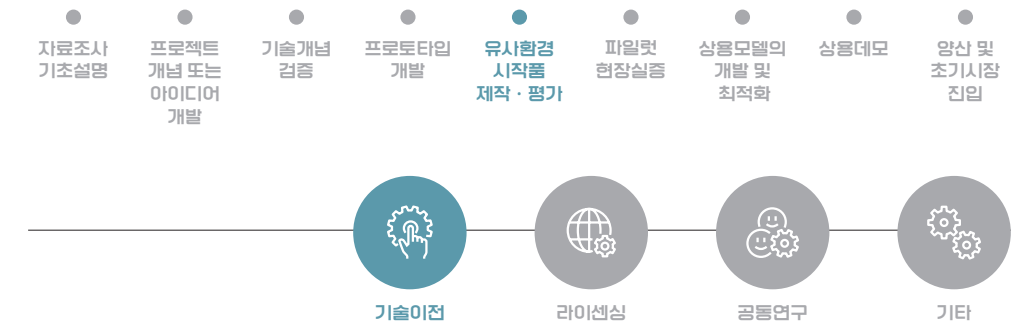 자료조사
기초설명
프로젝트
개념 또는
아이디어
개발
기술개념
검증
프로토타입
개발
유사환경
시작품
제작 · 평가
파일럿
현장실증
상용모델의
개발 및
최적화
상용데모
양산 및
초기시장
진입
기술이전
라이센싱
공동연구
기타